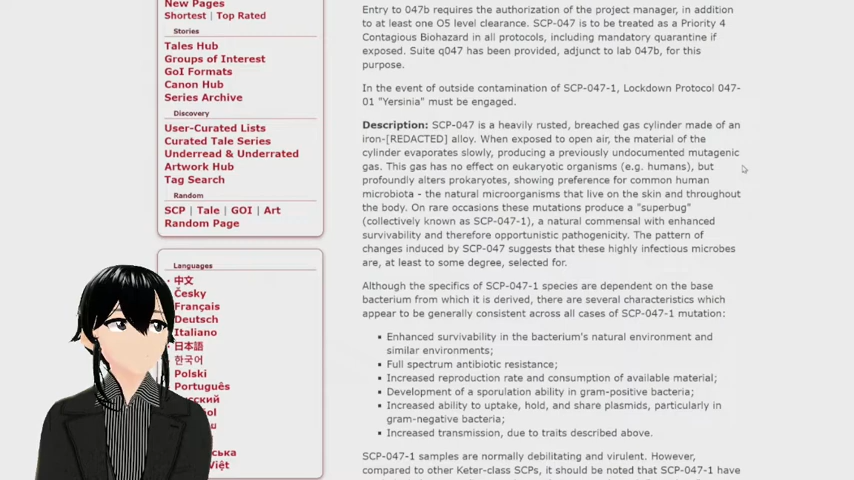 New Pages
Shortest | Top Rated
Stories
Tales Hub
Groups of Interest
GoI Formats
Canon Hub
Series Archive
Discovery
User-Curated Lists
Curated Tale Series
Underread & Underrated
Artwork Hub
Tag Search
Random
SCP | Tale | GOI | Art
Random Page
Languages
中文
Česky
Français
Deutsch
Italiano
日本語
한국어
Polski
Português
Việt
Entry to 047b requires the authorization of the project manager, in addition
to at least one O5 level clearance. SCP-047 is to be treated as a Priority 4
Contagious Biohazard in all protocols, including mandatory quarantine if
exposed. Suite q047 has been provided, adjunct to lab 047b, for this
purpose.
In the event of outside contamination of SCP-047-1, Lockdown Protocol 047-
01 "Yersinia" must be engaged.
Description: SCP-047 is a heavily rusted, breached gas cylinder made of an
iron-[REDACTED] alloy. When exposed to open air, the material of the
cylinder evaporates slowly, producing a previously undocumented mutagenic
gas. This gas has no effect on eukaryotic organisms (e.g. humans), but
profoundly alters prokaryotes, showing preference for common human
microbiota - the natural microorganisms that live on the skin and throughout
the body. On rare occasions these mutations produce a "superbug"
(collectively known as SCP-047-1), a natural commensal with enhanced
survivability and therefore opportunistic pathogenicity. The pattern of
changes induced by SCP-047 suggests that these highly infectious microbes
are, at least to some degree, selected for.
Although the specifics of SCP-047-1 species are dependent on the base
bacterium from which it is derived, there are several characteristics which
appear to be generally consistent across all cases of SCP-047-1 mutation:
Enhanced survivability in the bacterium's natural environment and
similar environments;
Full spectrum antibiotic resistance;
Increased reproduction rate and consumption of available material;
Development of a sporulation ability in gram-positive bacteria;
Increased ability to uptake, hold, and share plasmids, particularly in
gram-negative bacteria;
Increased transmission, due to traits described above.
SCP-047-1 samples are normally debilitating and virulent. However,
compared to other Keter-class SCPs, it should be noted that SCP-047-1 have